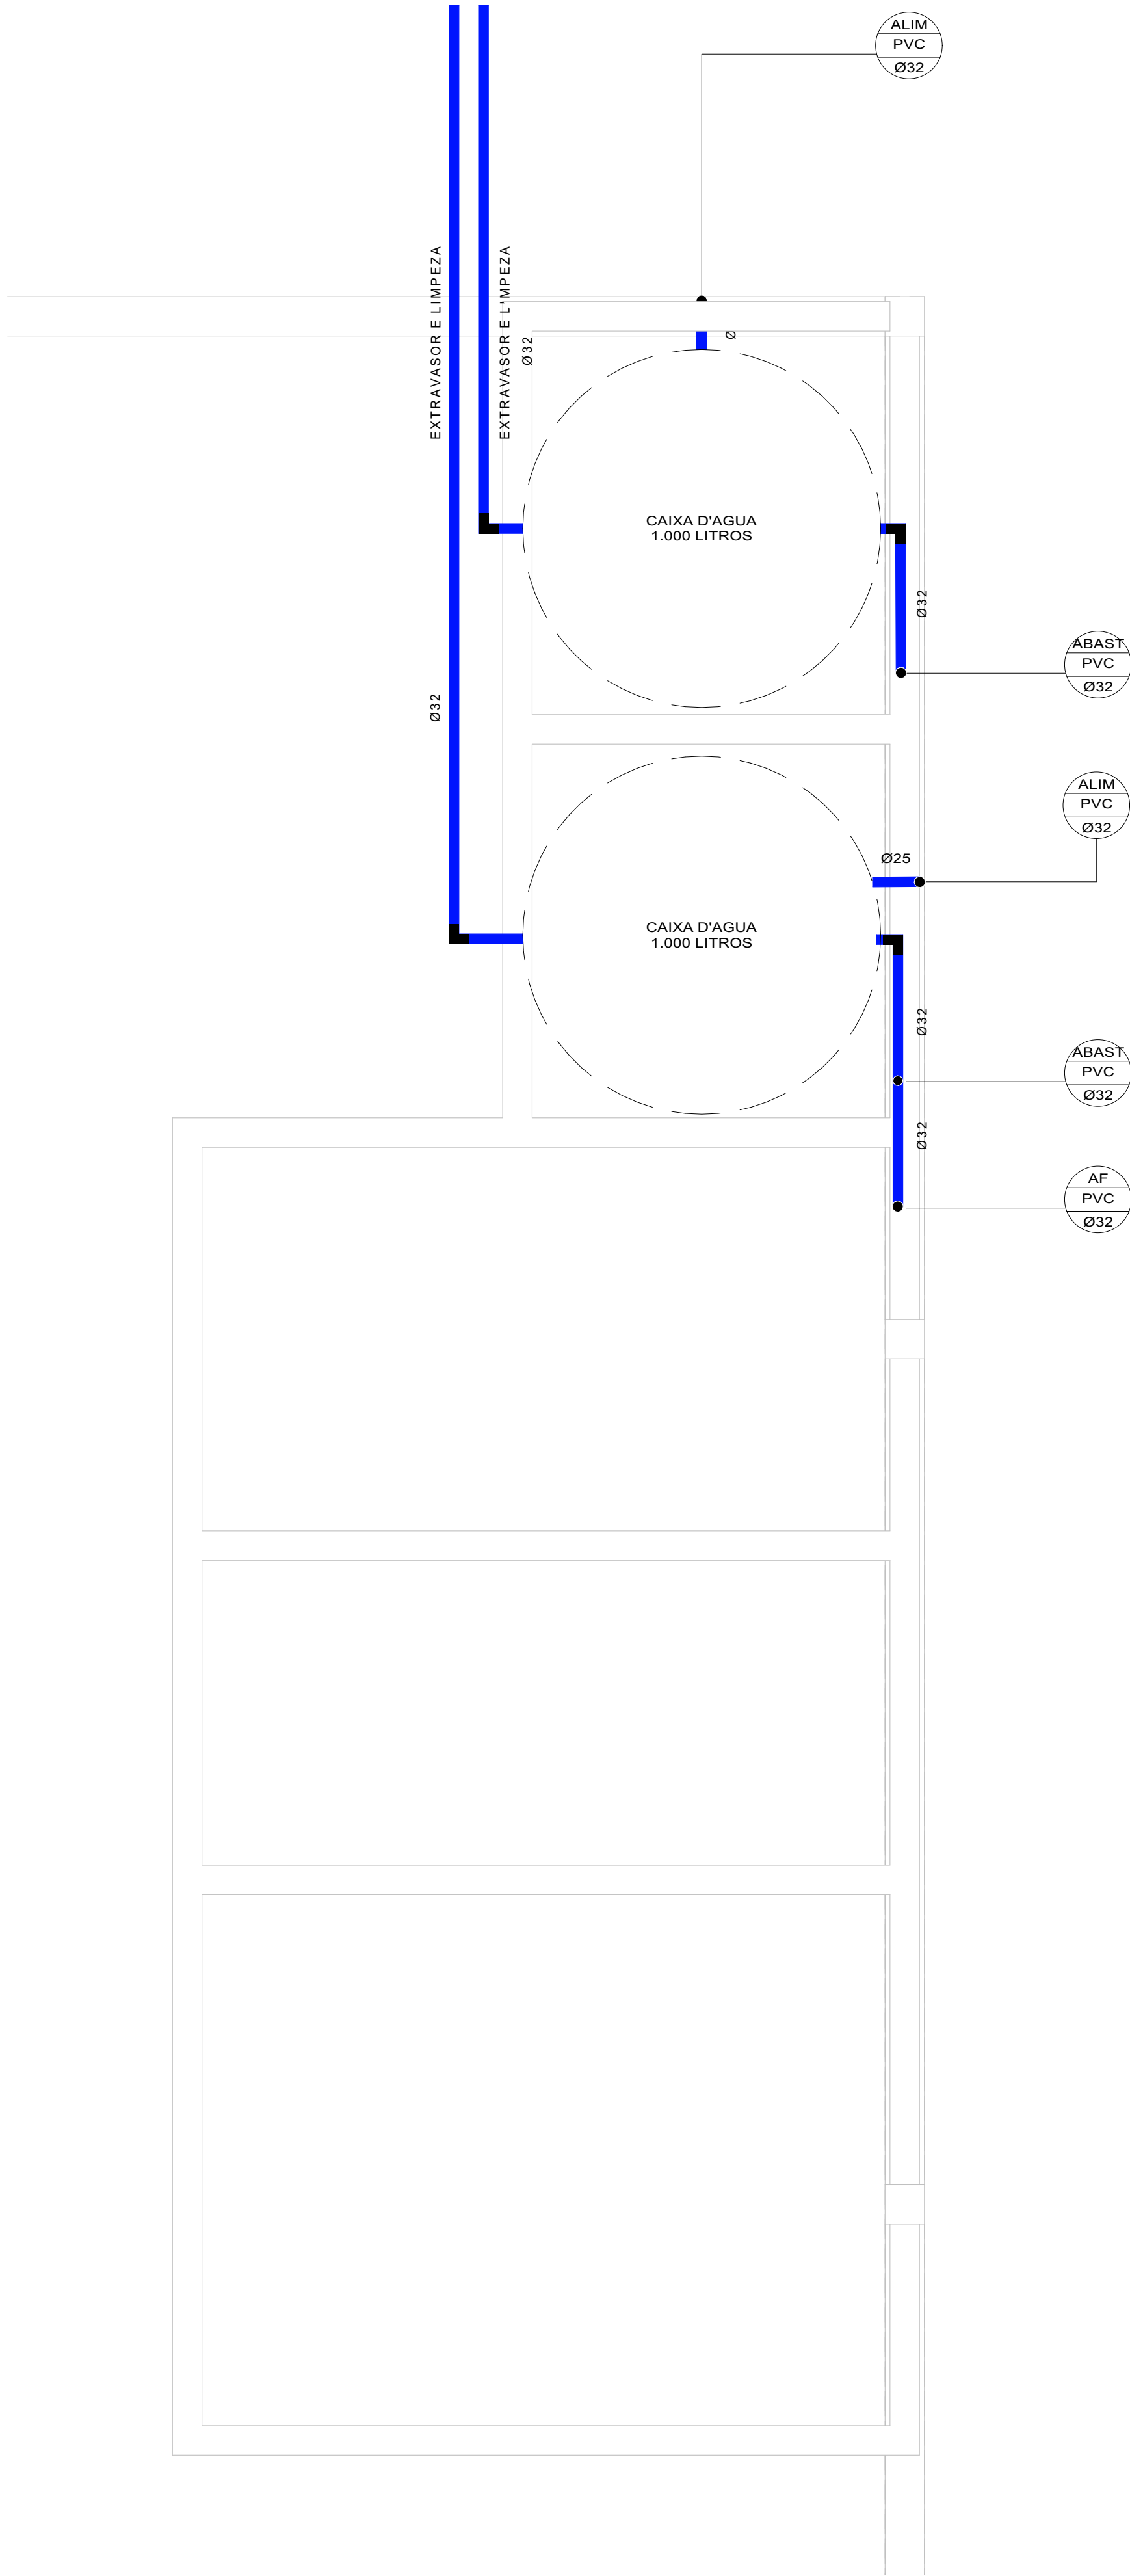 ALIM
PVC
Ø32
EXTRAVASOR E LIMPEZA
EXTRAVASOR E L'MPEZA
Ø32
Ø
CAIXA D'AGUA
1.000 LITROS
Ø32
ABAST
PVC
Ø32
Ø32
ALIM
PVC
Ø32
Ø25
CAIXA D'AGUA
1.000 LITROS
Ø32
ABAST
PVC
Ø32
Ø32
AF
PVC
Ø32